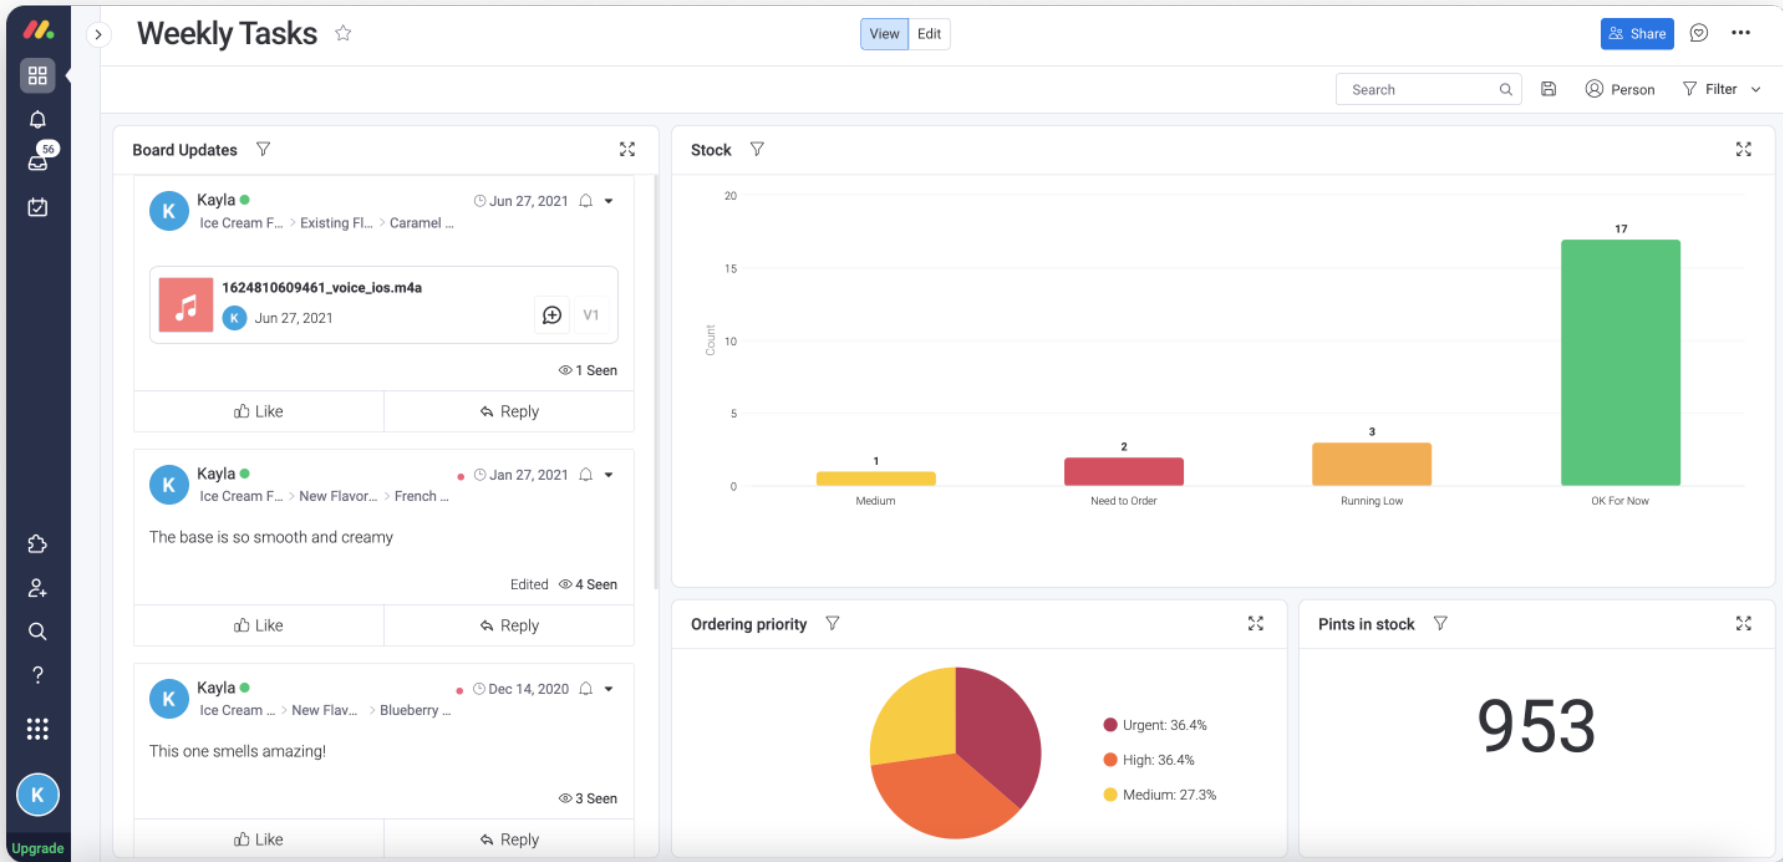 Weekly Tasks
View Edit
Share
Search
Person
Filter
56
K
Upgrade
Board Updates
K
Kayla
Jun 27, 2021
Ice Cream F... > Existing Fl... > Caramel ...
1624810609461_voice_ios.m4a
K Jun 27, 2021
V1
1 Seen
Like Reply
K
Kayla
Jan 27, 2021
Ice Cream F... > New Flavor... > French ...
The base is so smooth and creamy
Edited 4 Seen
Like Reply
K
Kayla
Dec 14, 2020
Ice Cream ... > New Flav... > Blueberry ...
This one smells amazing!
3 Seen
Like Reply
Stock
Count
20
15
10
5
0
1
2
3
17
Medium
Need to Order
Running Low
OK For Now
Ordering priority
Urgent: 36.4%
High: 36.4%
Medium: 27.3%
Pints in stock
953